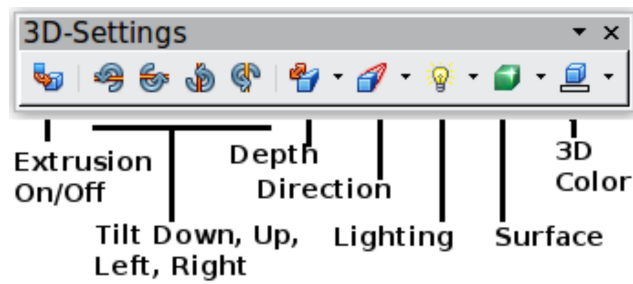 3D-Settings
Extrusion
On/Off
Depth
Direction
3D
Color
Tilt Down, Up,
Left, Right
Lighting
Surface